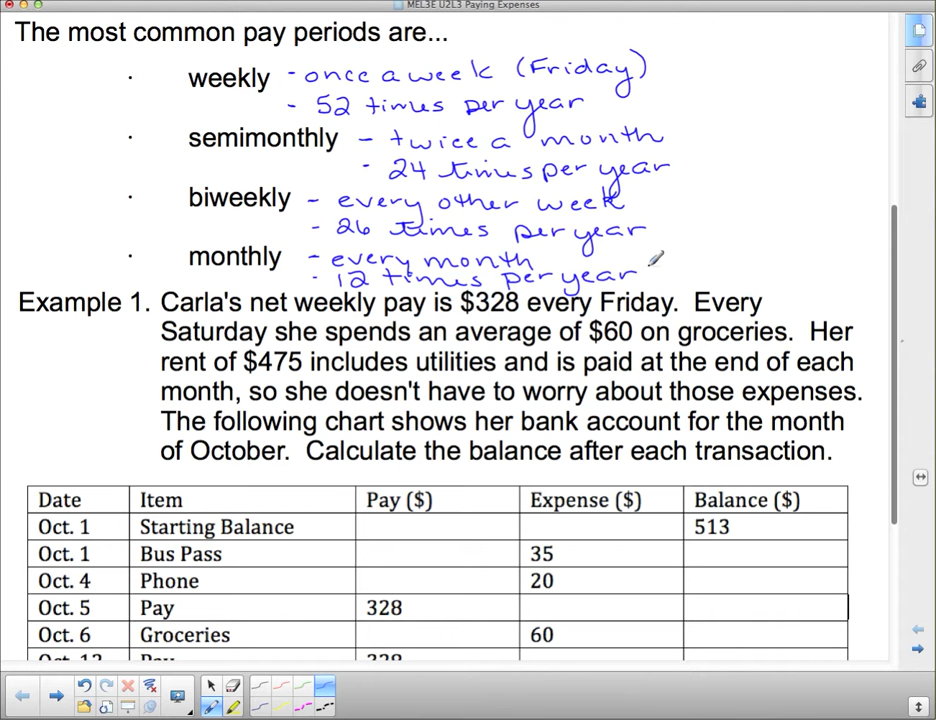 MEL3E U2L3 Paying Expenses
The most common pay periods are...
· weekly - once a week (Friday)
- 52 times per year
· semimonthly - twice a month
- 24 times per year
· biweekly - every other week
- 26 times per year
· monthly - every month
- 12 times per year
Example 1. Carla's net weekly pay is $328 every Friday. Every
Saturday she spends an average of $60 on groceries. Her
rent of $475 includes utilities and is paid at the end of each
month, so she doesn't have to worry about those expenses.
The following chart shows her bank account for the month
of October. Calculate the balance after each transaction.
Date Item Pay ($) Expense ($) Balance ($)
Oct. 1 Starting Balance 513
Oct. 1 Bus Pass 35
Oct. 4 Phone 20
Oct. 5 Pay 328
Oct. 6 Groceries 60
Oct. 12 Pay 328